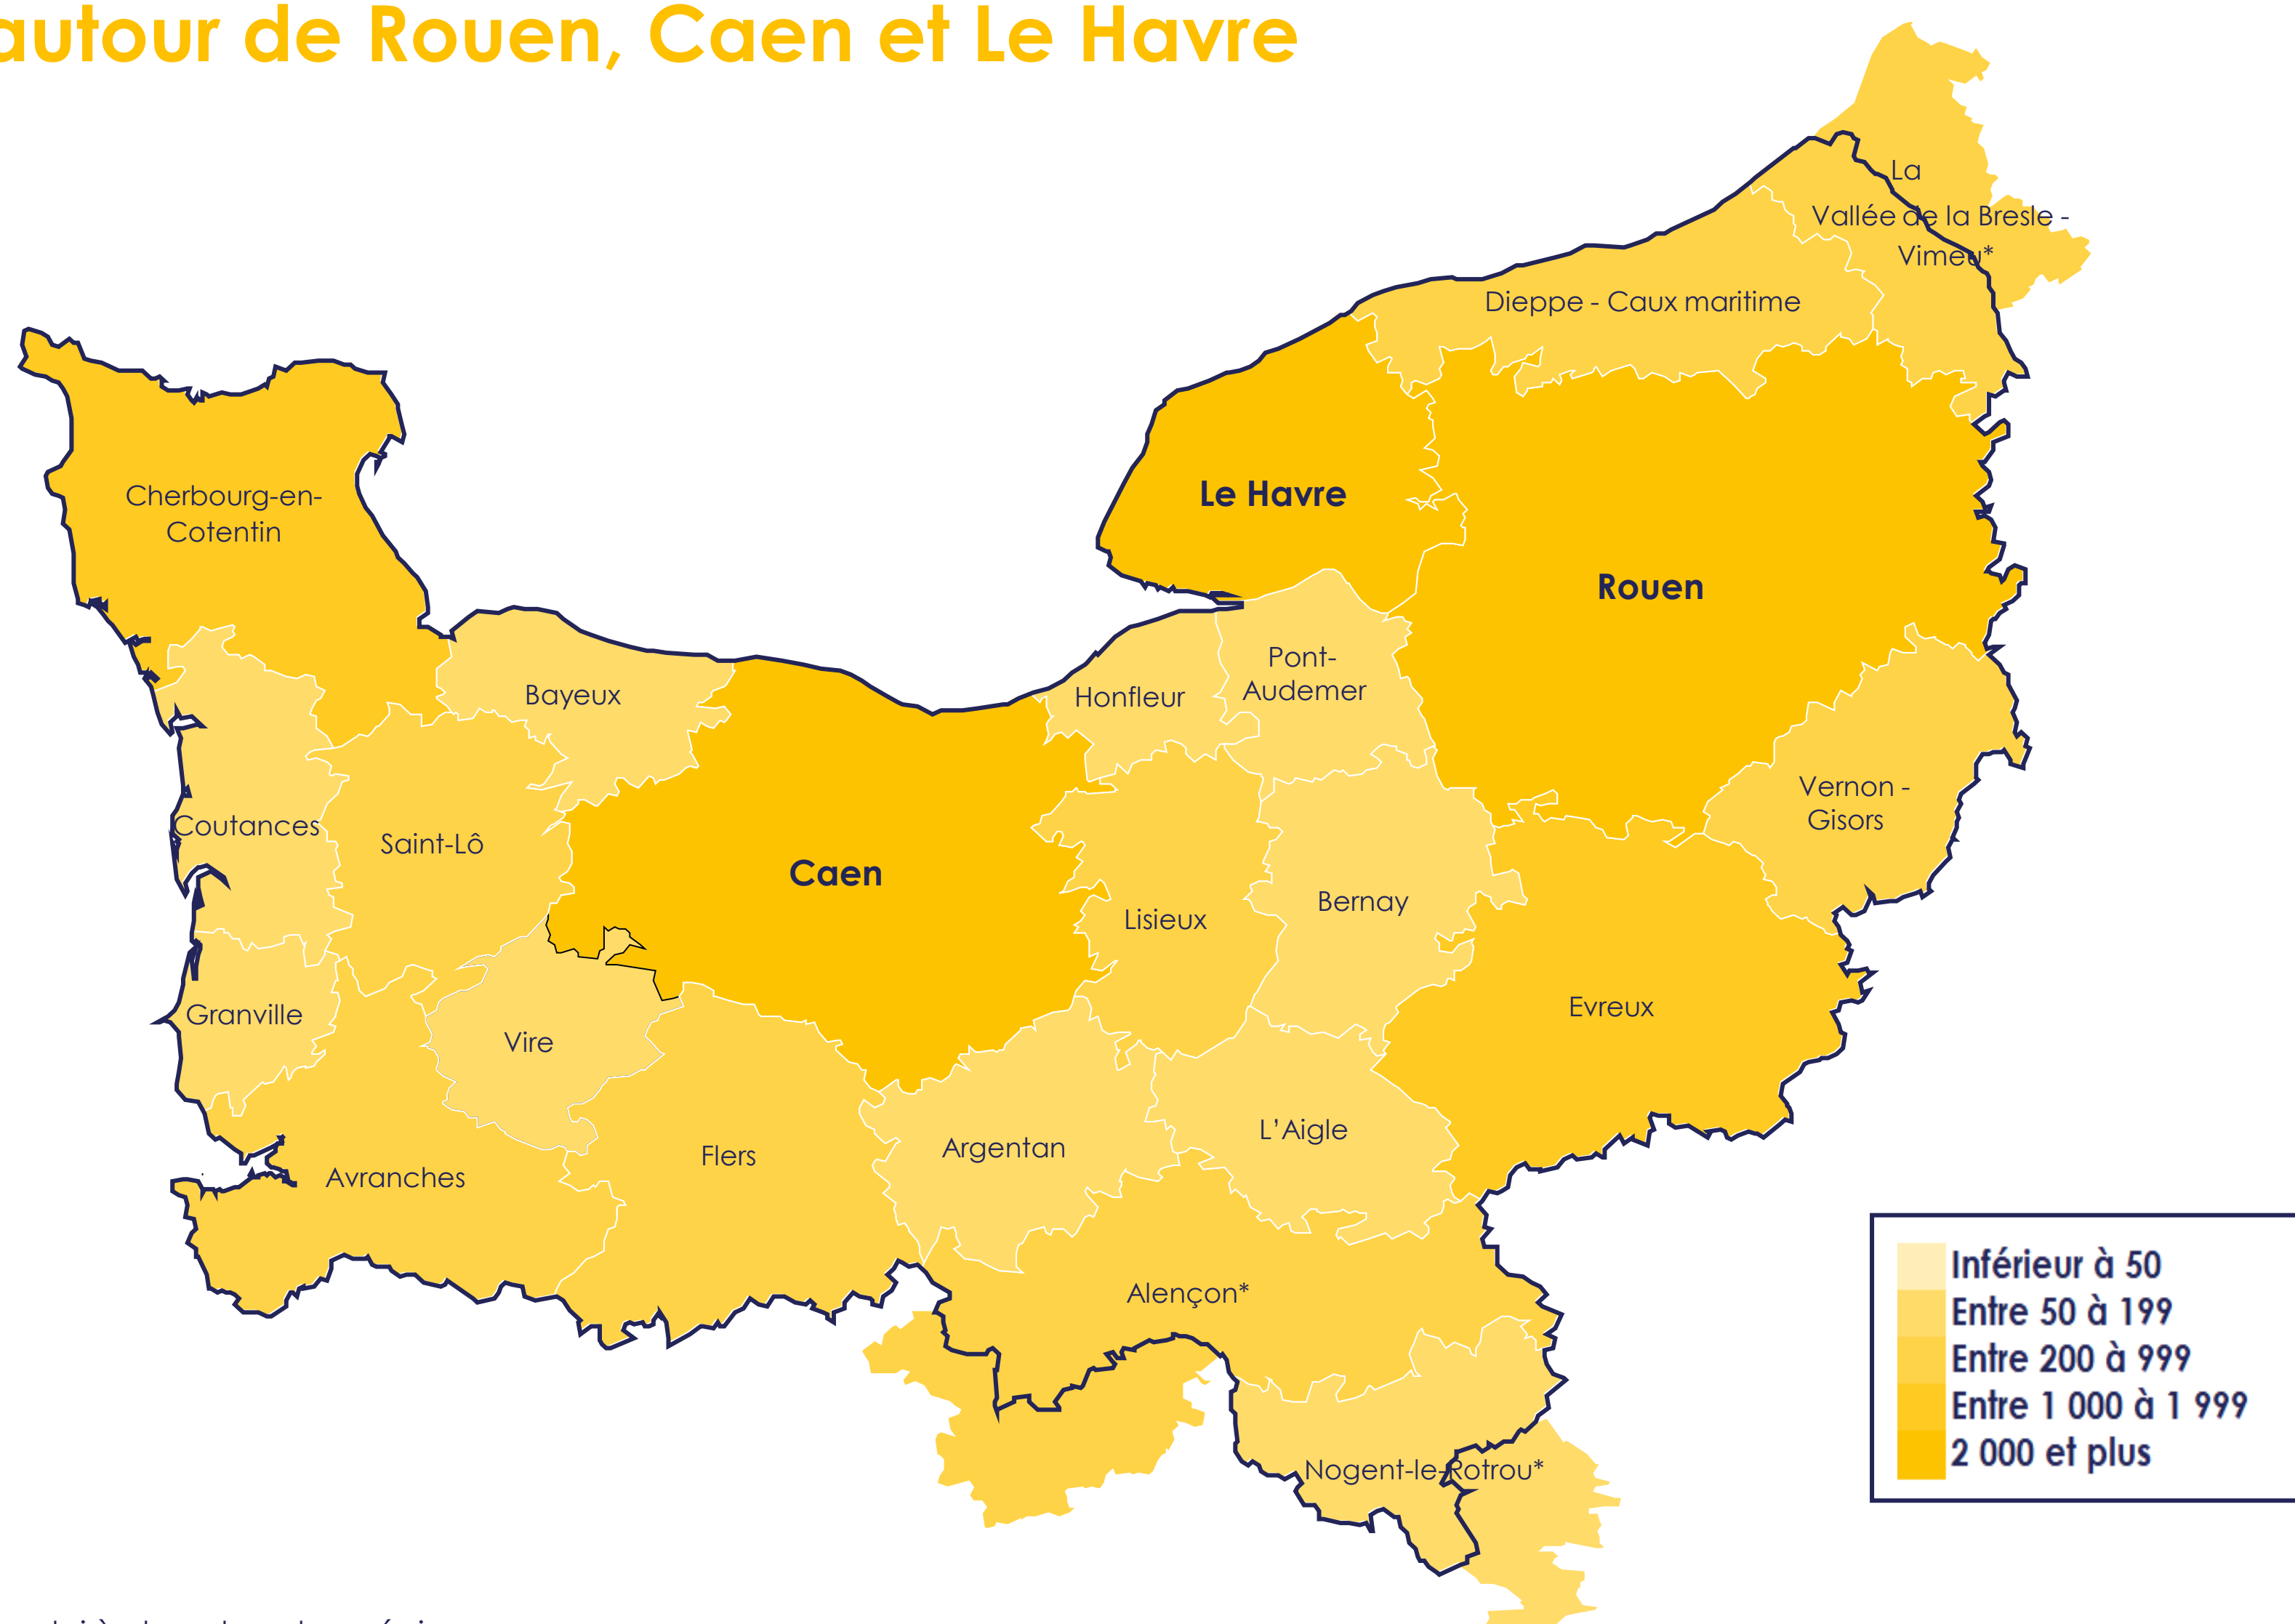 autour de Rouen, Caen et Le Havre
La
Vallée de la Bresle -
Vimeu*
Dieppe - Caux maritime
Cherbourg-en-
Cotentin
Le Havre
Rouen
Pont-
Audemer
Honfleur
Bayeux
Vernon -
Gisors
Coutances
Saint-Lô
Caen
Bernay
Lisieux
Evreux
Granville
Vire
L'Aigle
Argentan
Flers
Avranches
Alençon*
Nogent-le-Rotrou*
Inférieur à 50
Entre 50 à 199
Entre 200 à 999
Entre 1 000 à 1 999
2 000 et plus